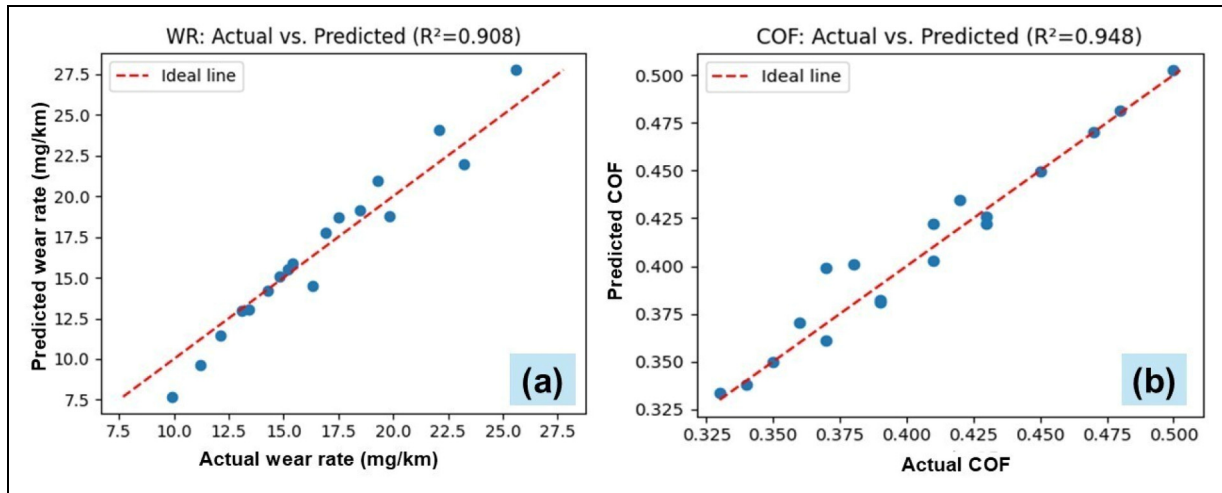 WR: Actual vs. Predicted (R²=0.908)
Ideal line
27.5
25.0
22.5
20.0
17.5
15.0
12.5
10.0
7.5
Predicted wear rate (mg/km)
(a)
7.5 10.0 12.5 15.0 17.5 20.0 22.5 25.0 27.5
Actual wear rate (mg/km)
COF: Actual vs. Predicted (R²=0.948)
Ideal line
0.500
0.475
0.450
0.425
0.400
0.375
0.350
0.325
Predicted COF
(b)
0.325 0.350 0.375 0.400 0.425 0.450 0.475 0.500
Actual COF